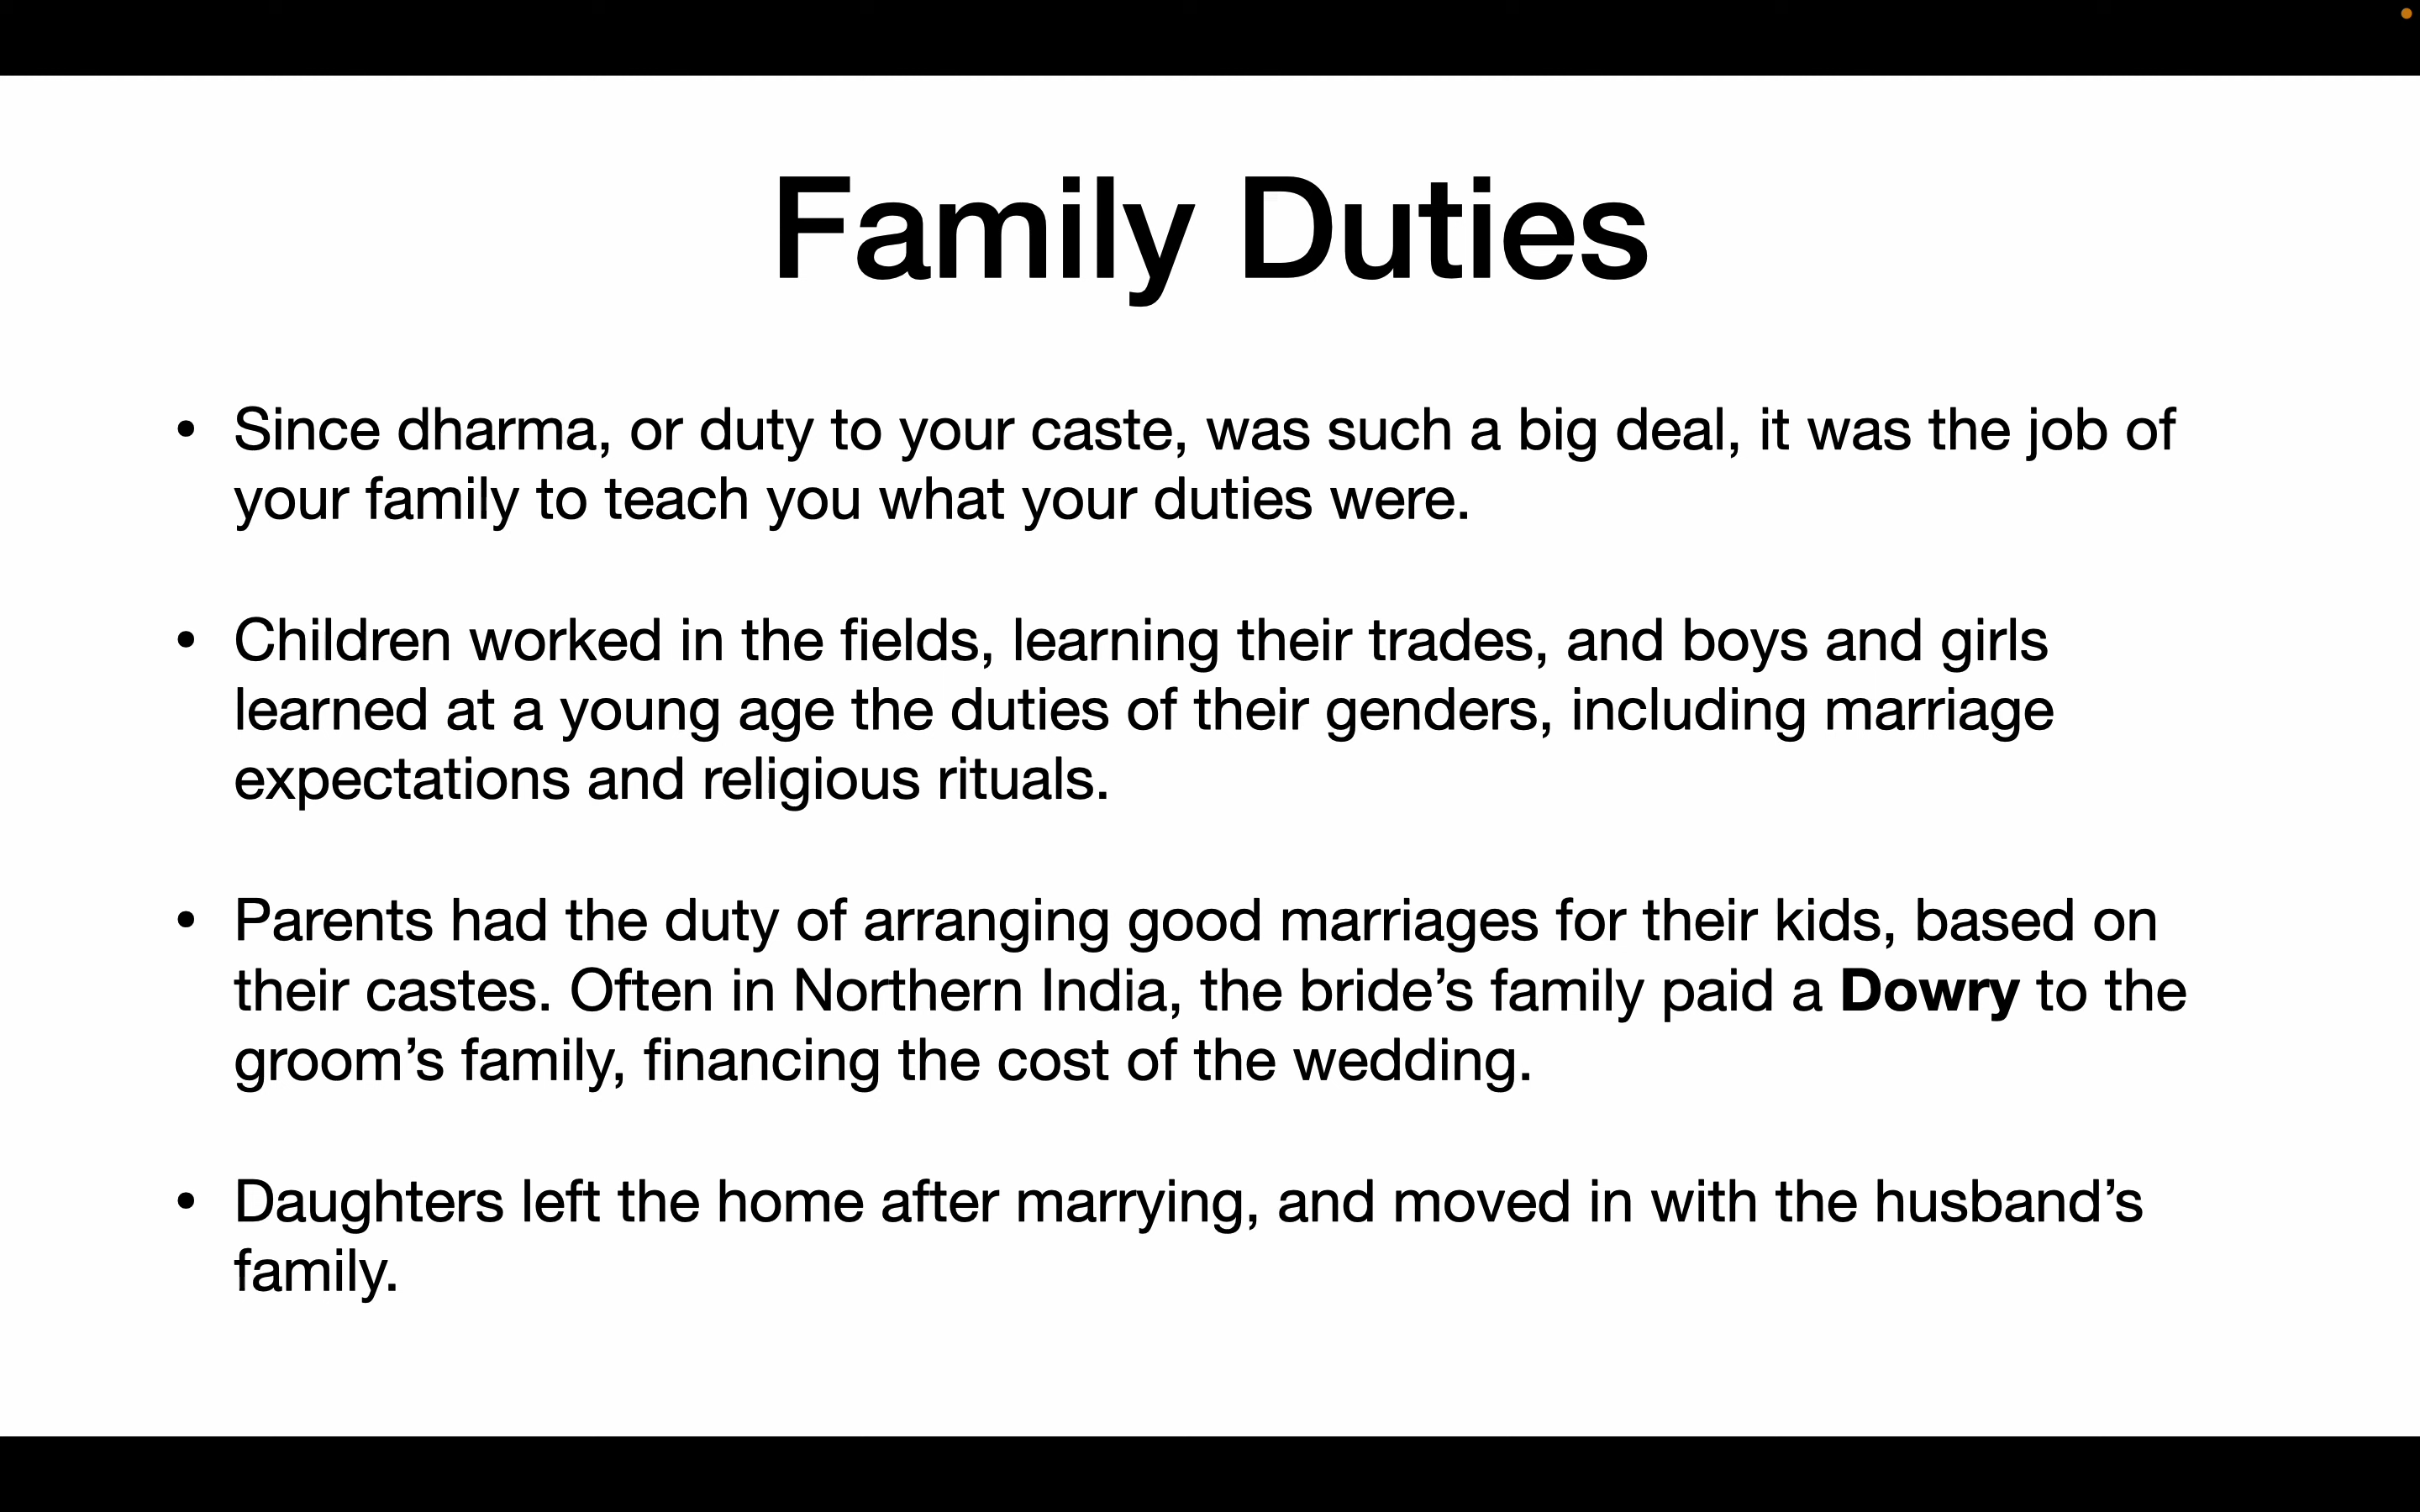 Family Duties
• Since dharma, or duty to your caste, was such a big deal, it was the job of
your family to teach you what your duties were.
• Children worked in the fields, learning their trades, and boys and girls
learned at a young age the duties of their genders, including marriage
expectations and religious rituals.
• Parents had the duty of arranging good marriages for their kids, based on
their castes. Often in Northern India, the bride’s family paid a Dowry to the
groom’s family, financing the cost of the wedding.
• Daughters left the home after marrying, and moved in with the husband’s
family.